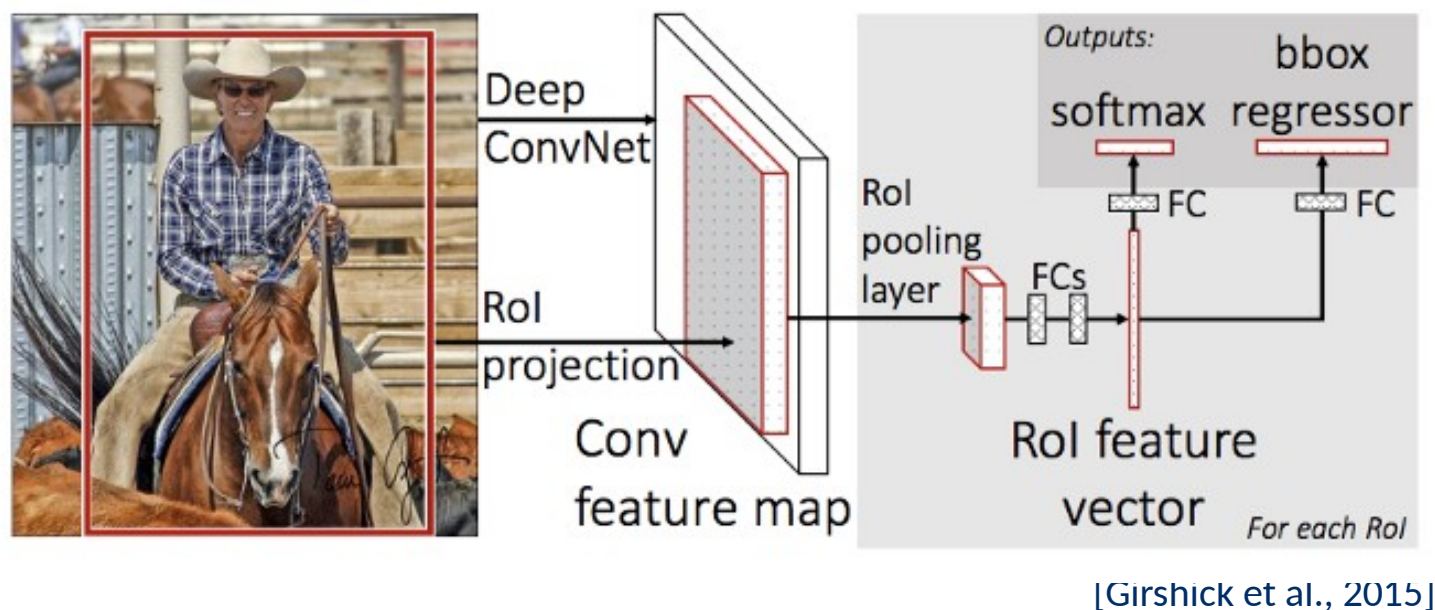 Deep
ConvNet
RoI
projection
Conv
feature map
RoI
pooling
layer
FCs
RoI feature
vector
For each RoI
Outputs:
softmax
bbox
regressor
FC
FC
[Girshick et al., 2015]